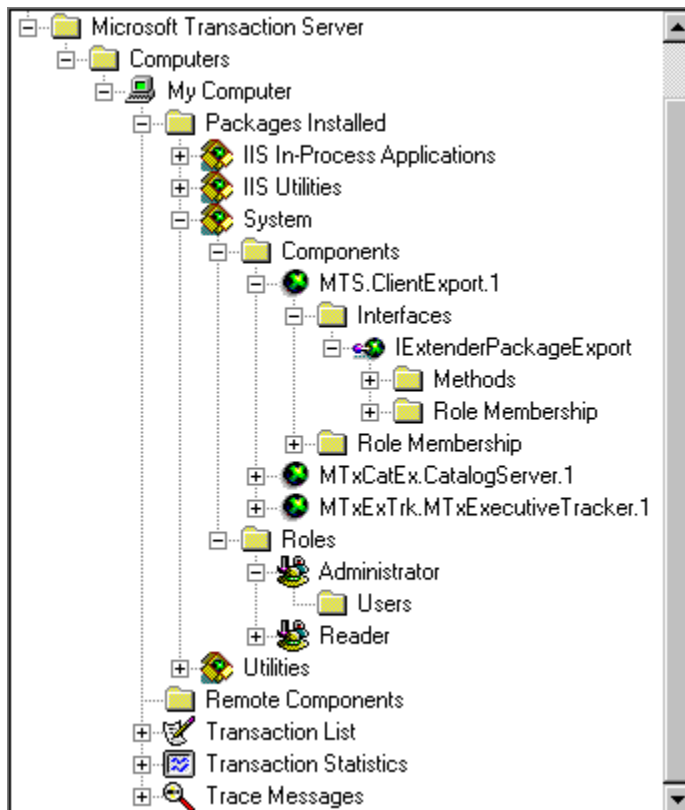 Microsoft Transaction Server
Computers
My Computer
Packages Installed
IIS In-Process Applications
IIS Utilities
System
Components
MTS.ClientExport.1
Interfaces
IExtenderPackageExport
Methods
Role Membership
Role Membership
MTxCatEx.CatalogServer.1
MTxExTrk.MTxExecutiveTracker.1
Roles
Administrator
Users
Reader
Utilities
Remote Components
Transaction List
Transaction Statistics
Trace Messages